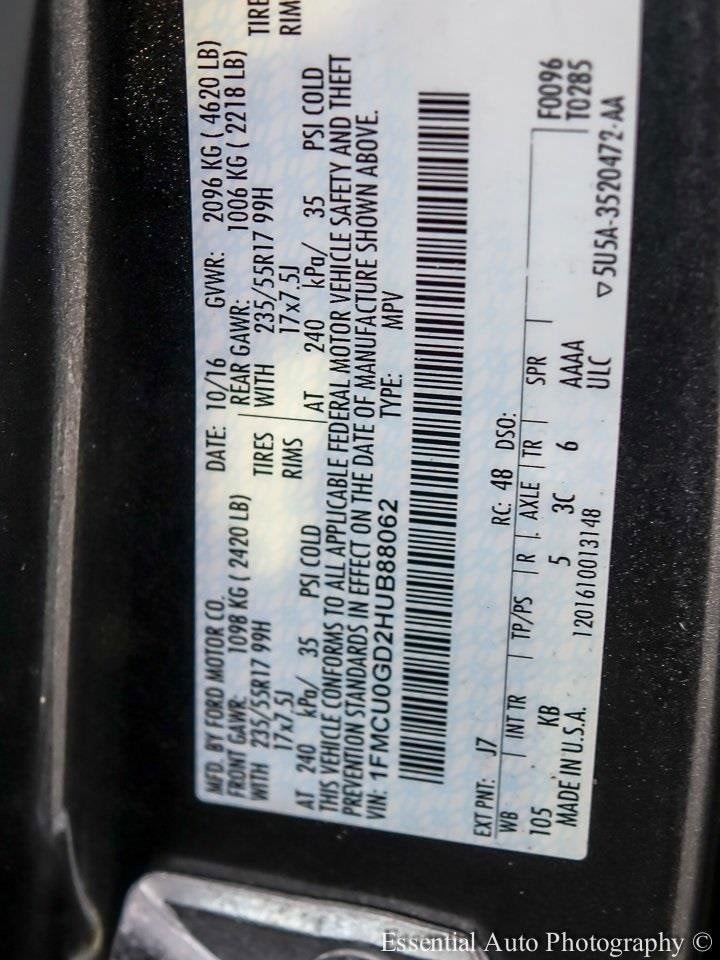 MFD. BY FORD MOTOR CO. DATE: 10/16 GVWR: 2096 KG ( 4620 LB)
FRONT GAWR: 1098 KG ( 2420 LB) REAR GAWR: 1006 KG ( 2218 LB)
WITH 235/55R17 99H TIRES WITH 235/55R17 99H TIRE
17x7.5J RIMS 17x7.5J RIM
AT 240 kPa/ 35 PSI COLD AT 240 kPa/ 35 PSI COLD
THIS VEHICLE CONFORMS TO ALL APPLICABLE FEDERAL MOTOR VEHICLE SAFETY AND THEFT
PREVENTION STANDARDS IN EFFECT ON THE DATE OF MANUFACTURE SHOWN ABOVE.
VIN: 1FMCU0GD2HUB88062 TYPE: MPV
EXT PNT: J7 RC: 48 DSO: F0096
WB INT TR TP/PS R AXLE TR SPR T0285
105 KB 5 3C 6 AAAA
MADE IN U.S.A. 1201610013148 ULC ▽5U5A-3520472-AA
Essential Auto Photography ©